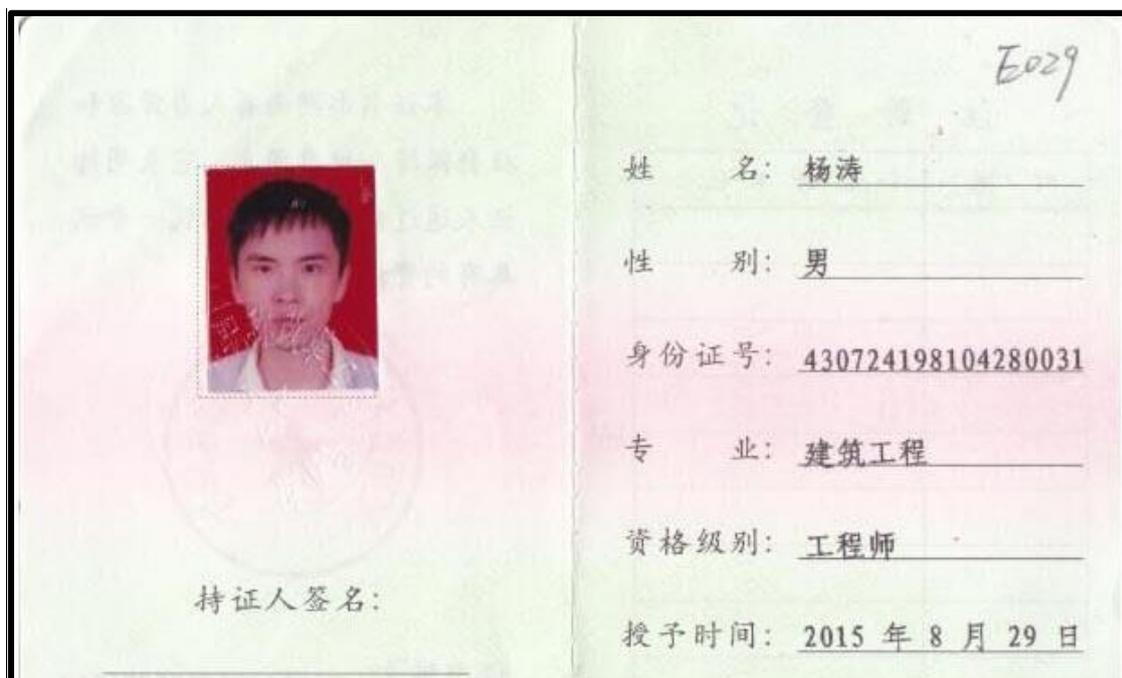 E029
姓 名: 杨涛
性 别: 男
身份证号: 430724198104280031
专 业: 建筑工程
资格级别: 工程师
持证人签名:
授予时间: 2015 年 8 月 29 日